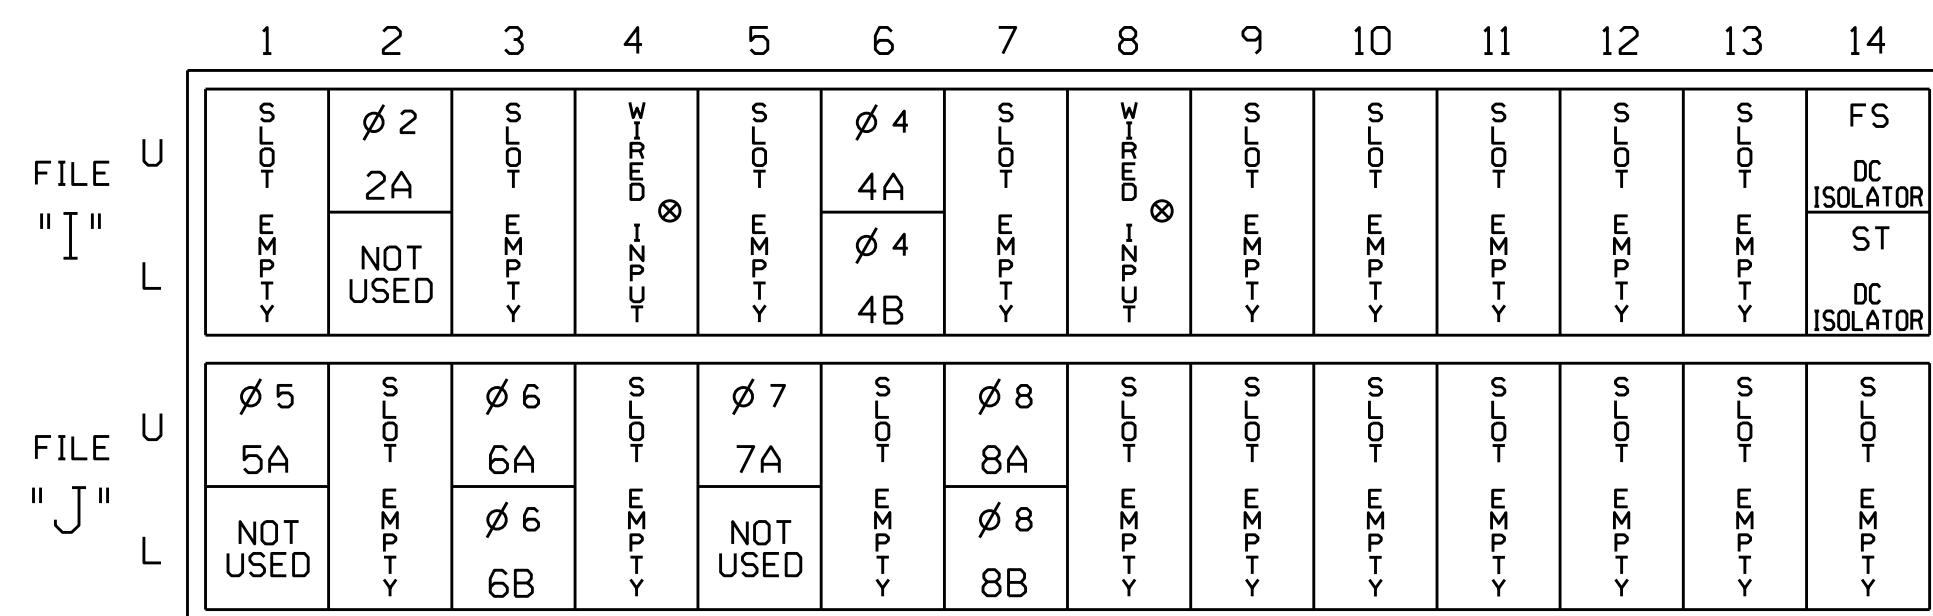 1 2 3 4 5 6 7 8 9 10 11 12 13 14
FILE "I"
U
L
SLOT EMPTY
Ø 2
2A
NOT USED
SLOT EMPTY
WIRED INPUT
⊗
SLOT EMPTY
Ø 4
4A
Ø 4
4B
SLOT EMPTY
WIRED INPUT
⊗
SLOT EMPTY
SLOT EMPTY
SLOT EMPTY
SLOT EMPTY
SLOT EMPTY
FS
DC
ISOLATOR
ST
DC
ISOLATOR
FILE "J"
U
L
Ø 5
5A
NOT USED
SLOT EMPTY
Ø 6
6A
Ø 6
6B
SLOT EMPTY
Ø 7
7A
NOT USED
SLOT EMPTY
Ø 8
8A
Ø 8
8B
SLOT EMPTY
SLOT EMPTY
SLOT EMPTY
SLOT EMPTY
SLOT EMPTY
SLOT EMPTY
SLOT EMPTY